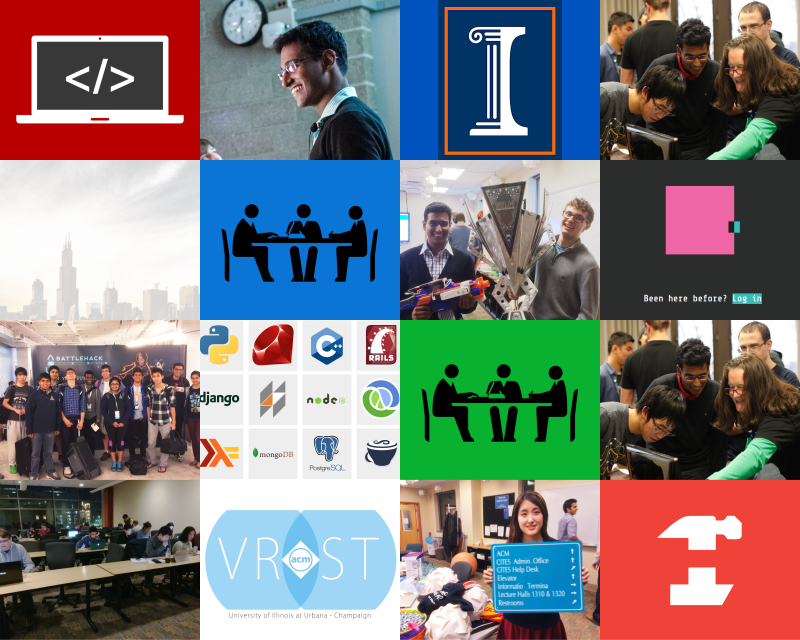 </>
I
Been here before? Log in
BATTLEHACK
C++
RAILS
django
node
mongoDB
PostgreSQL
VR ST
acm
University of Illinois at Urbana - Champaign
ACM
CITES Admin. Office
CITES Help Desk
Elevator
Informatio Termina
Lecture Halls 1310 & 1320
Restrooms